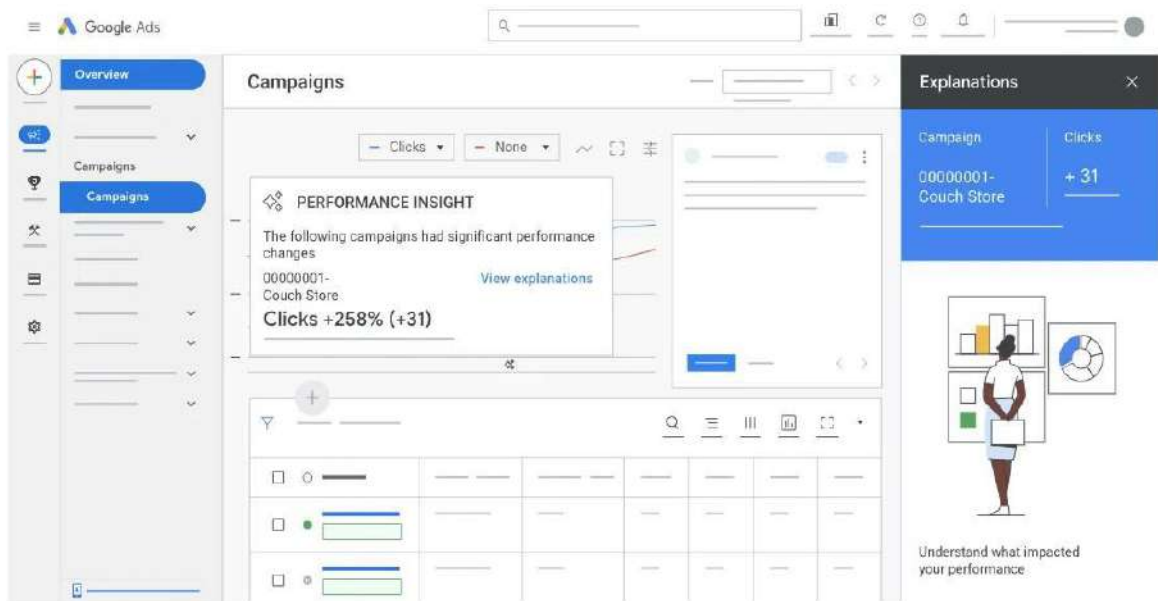 Google Ads
Overview
Campaigns
Campaigns
Campaigns
Clicks
None
PERFORMANCE INSIGHT
The following campaigns had significant performance
changes
00000001-
Couch Store
View explanations
Clicks +258% (+31)
Explanations
Campaign
Clicks
00000001-
Couch Store
+ 31
Understand what impacted
your performance